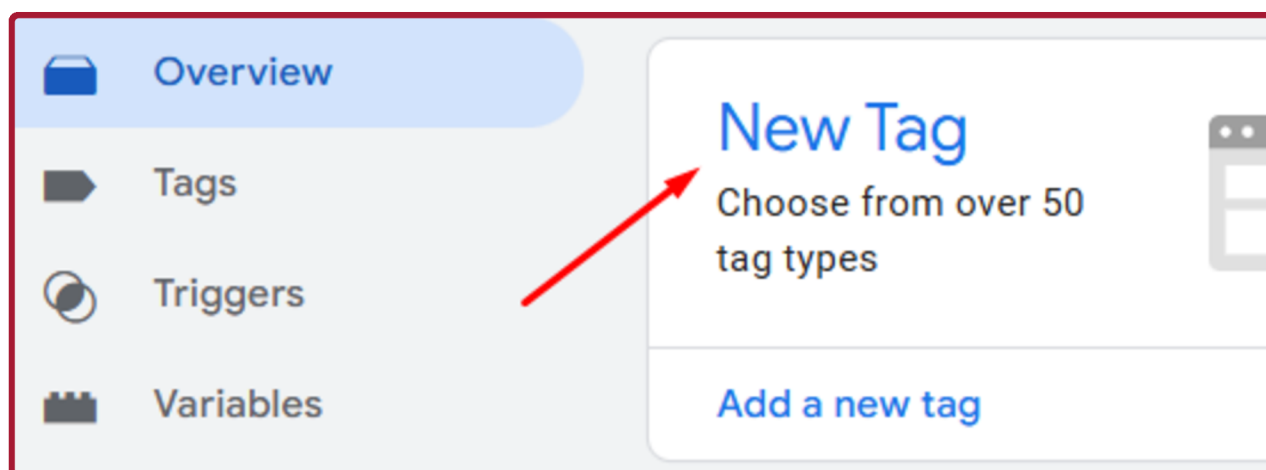 Overview
Tags
Triggers
Variables
New Tag
Choose from over 50
tag types
Add a new tag